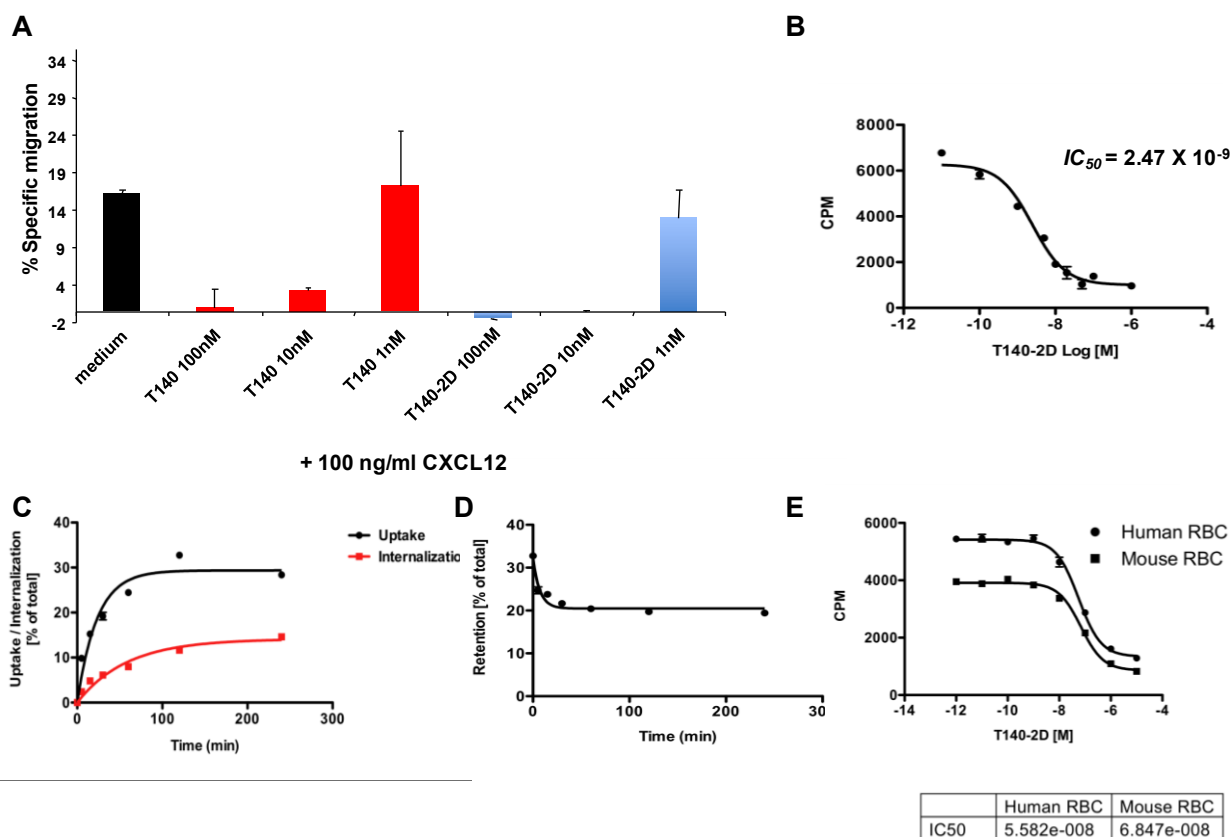 A
34
29
24
19
14
9
4
-2
% Specific migration
medium
T140 100nM
T140 10nM
T140 1nM
T140-2D 100nM
T140-2D 10nM
T140-2D 1nM
+ 100 ng/ml CXCL12
B
8000
6000
4000
2000
0
CPM
IC50 = 2.47 X 10-9
-12 -10 -8 -6 -4
T140-2D Log [M]
C
40
30
20
10
0
Uptake / Internalization
[% of total]
Uptake
Internalizatio
0 100 200 300
Time (min)
D
40
30
20
10
0
Retention [% of total]
0 100 200 30
Time (min)
E
6000
4000
2000
0
CPM
Human RBC
Mouse RBC
-14 -12 -10 -8 -6 -4
T140-2D [M]
Human RBC Mouse RBC
IC50 5.582e-008 6.847e-008